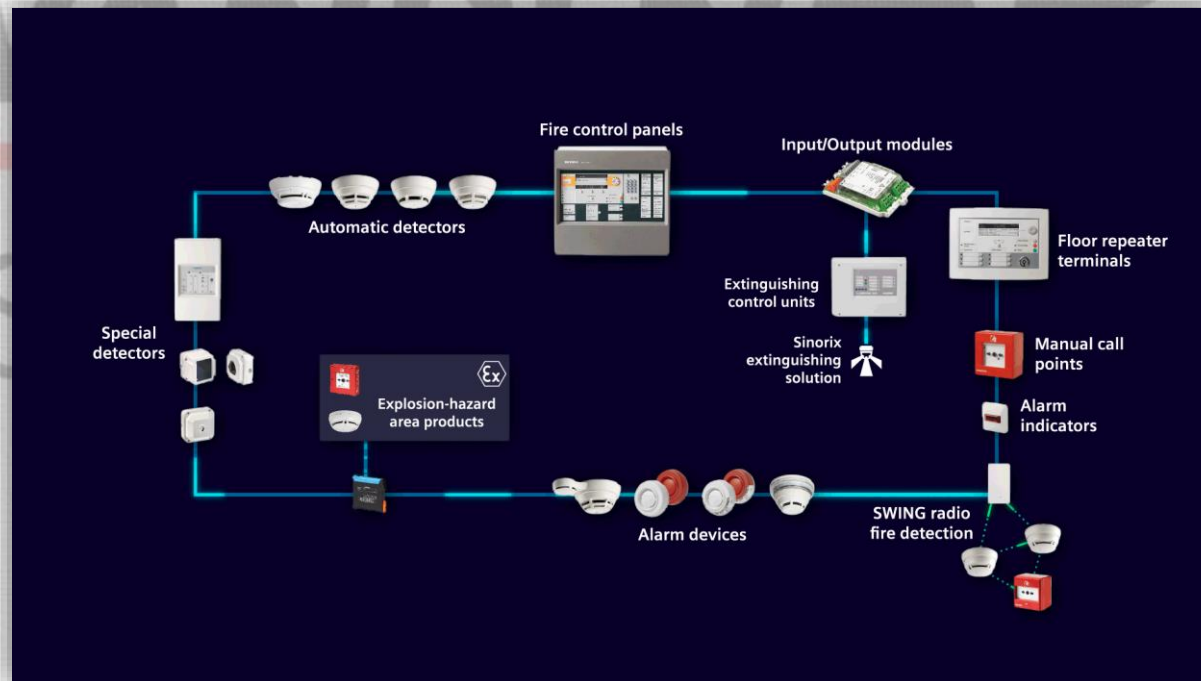 Fire control panels
Input/Output modules
Automatic detectors
Floor repeater
terminals
Extinguishing
control units
Special
detectors
Sinorix
extinguishing
solution
Manual call
points
Ex
Explosion-hazard
area products
Alarm
indicators
SWING radio
fire detection
Alarm devices